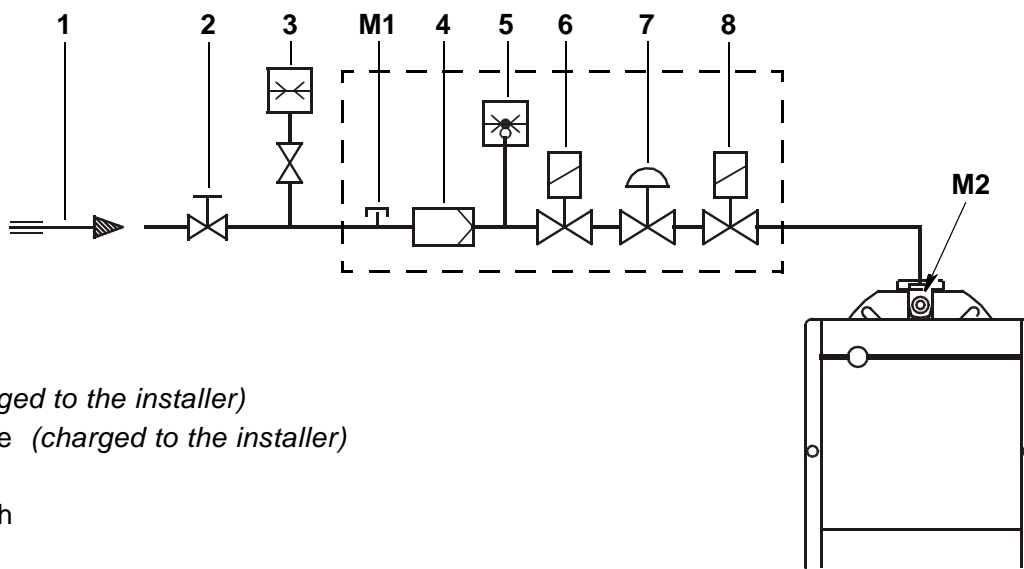 1 2 3 M1 4 5 6 7 8
M2
ged to the installer)
e (charged to the installer)
h